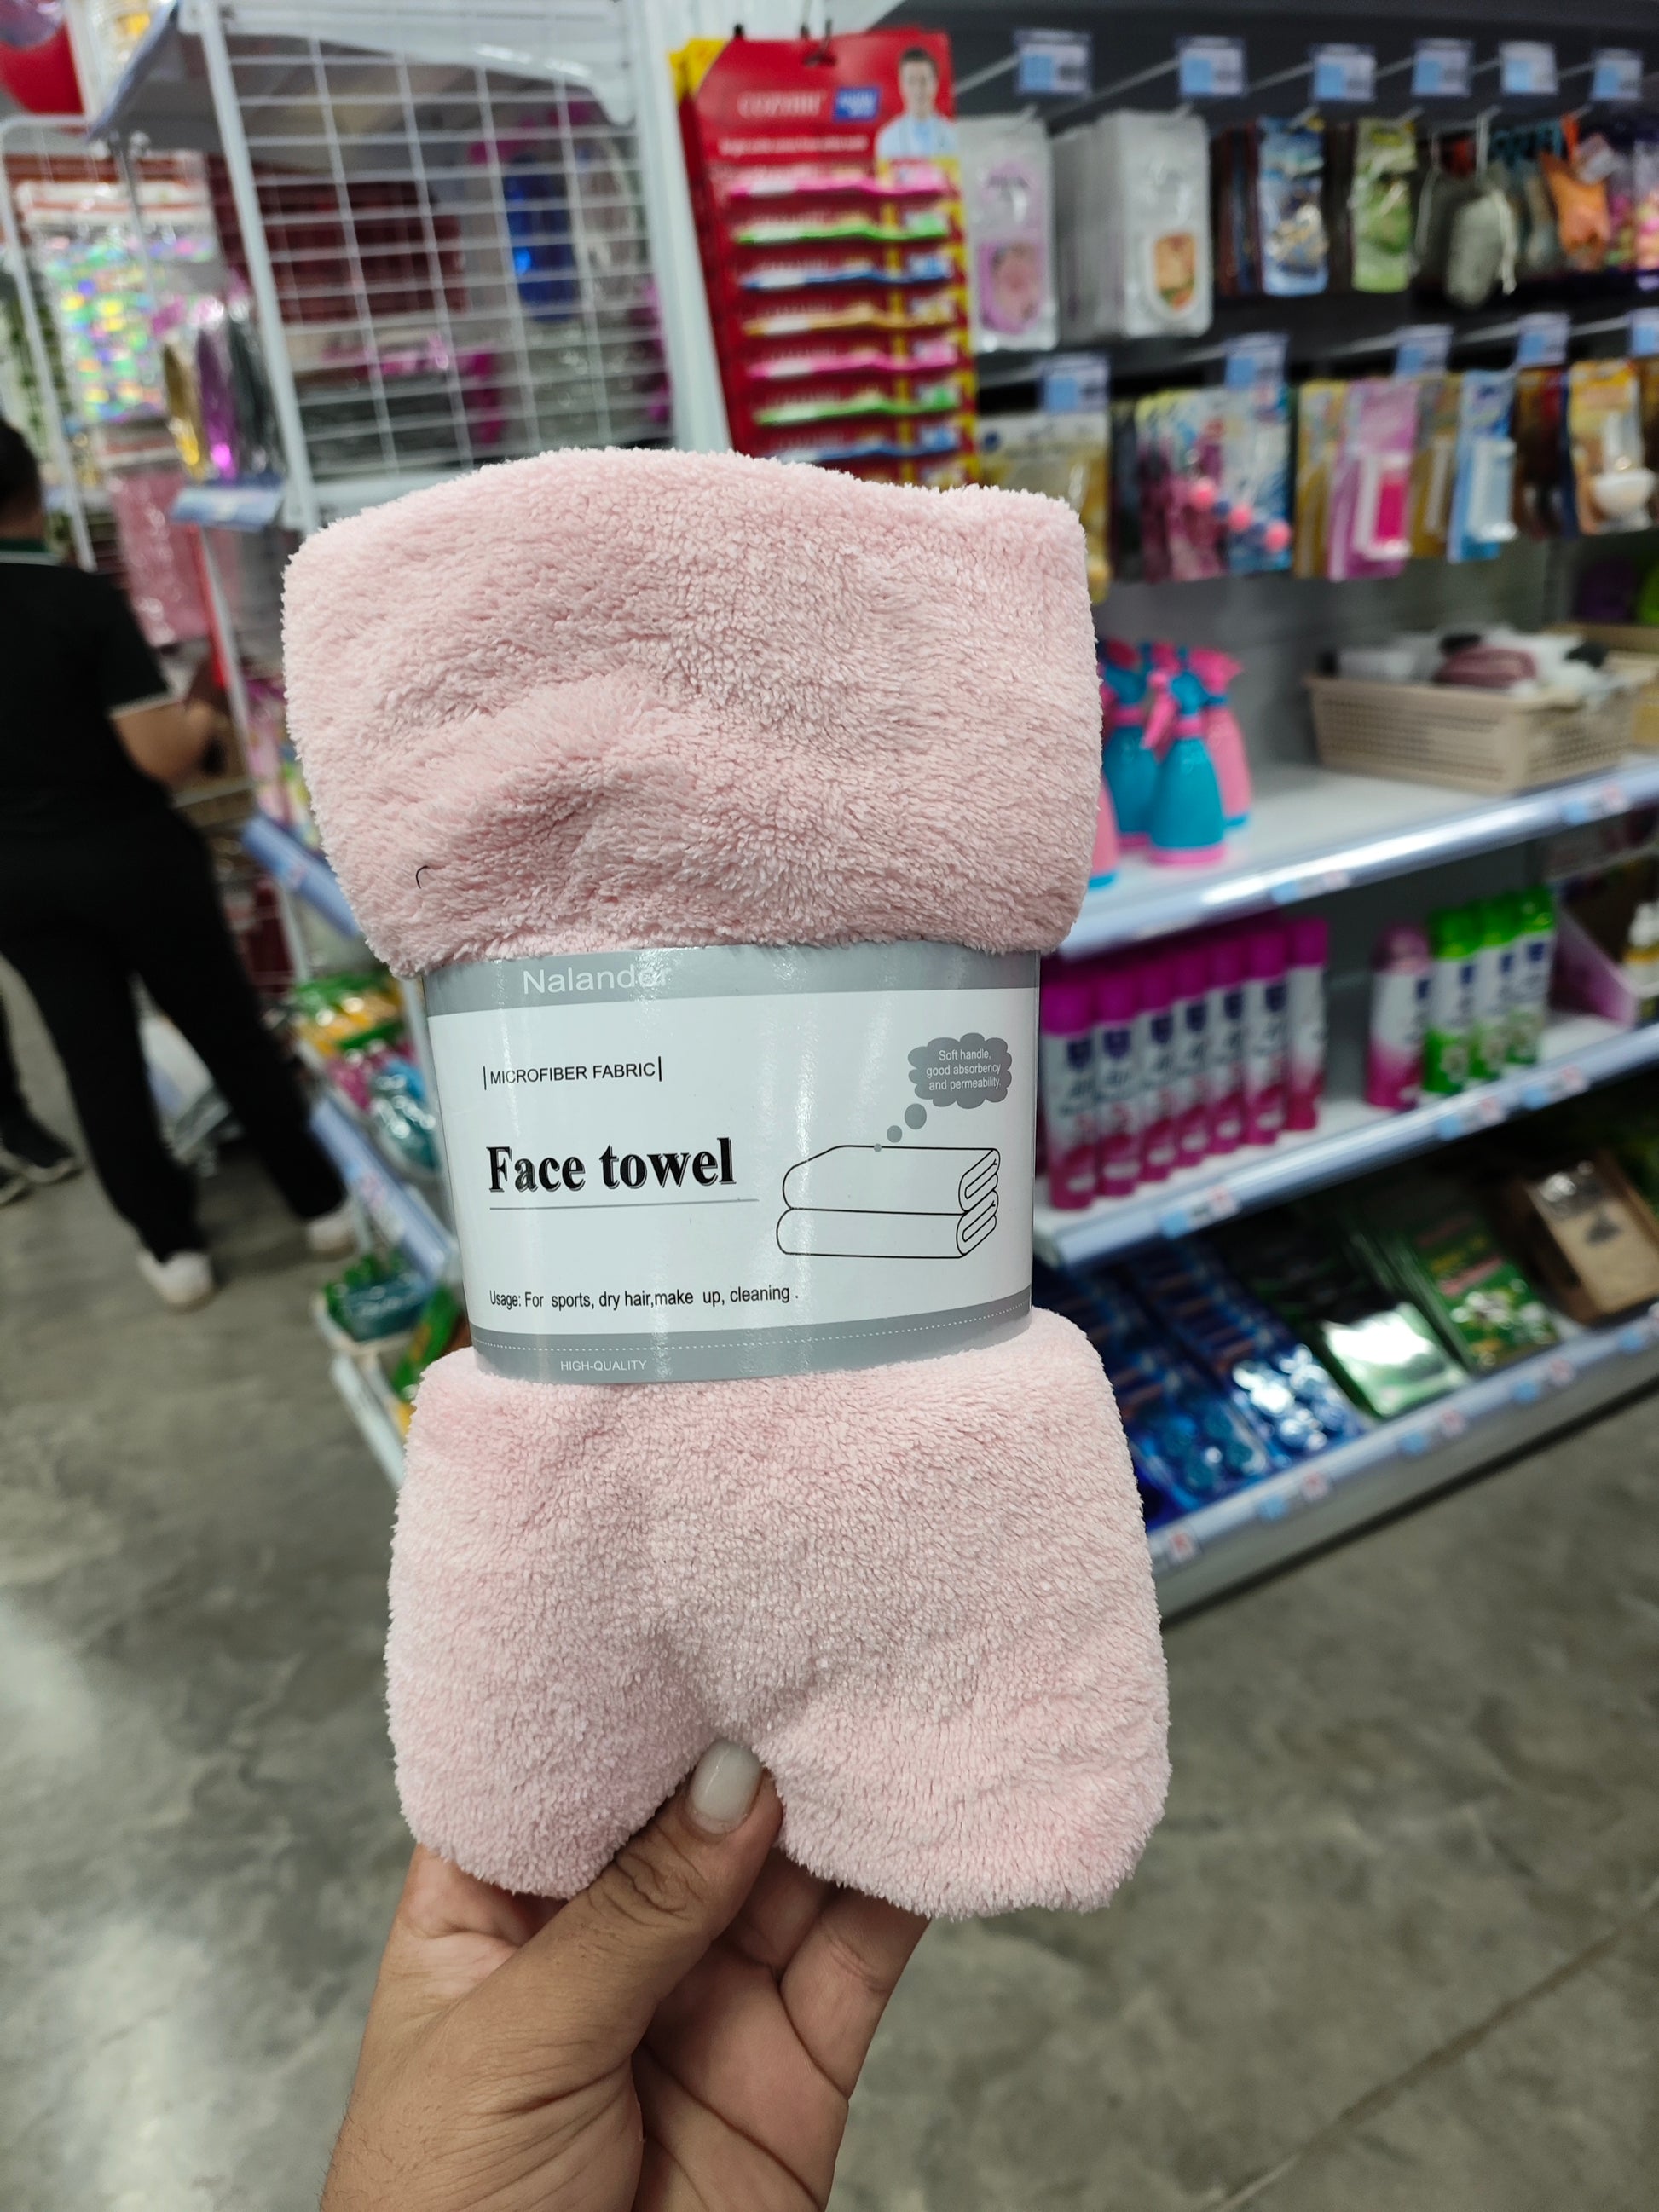 Nalander
MICROFIBER FABRIC
Soft handle,
good absorbency
and permeability.
Face towel
Usage: For sports, dry hair,make up, cleaning .
HIGH-QUALITY